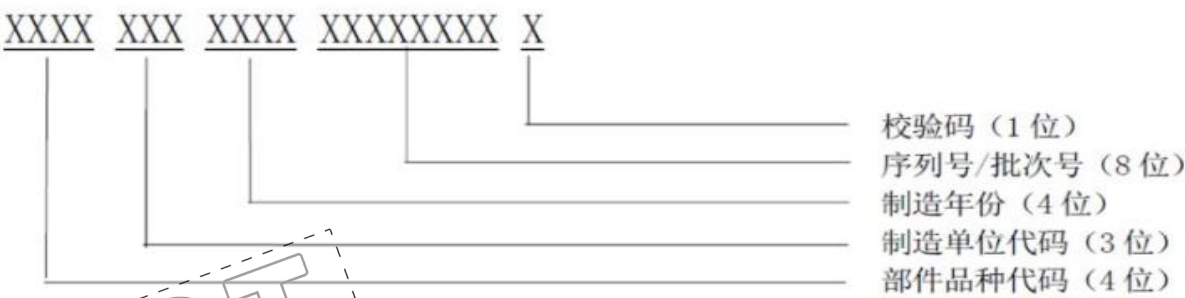 XXXX XXX XXXX XXXXXXXX X
校验码（1 位）
序列号/批次号（8 位）
制造年份（4 位）
制造单位代码（3 位）
部件品种代码（4 位）